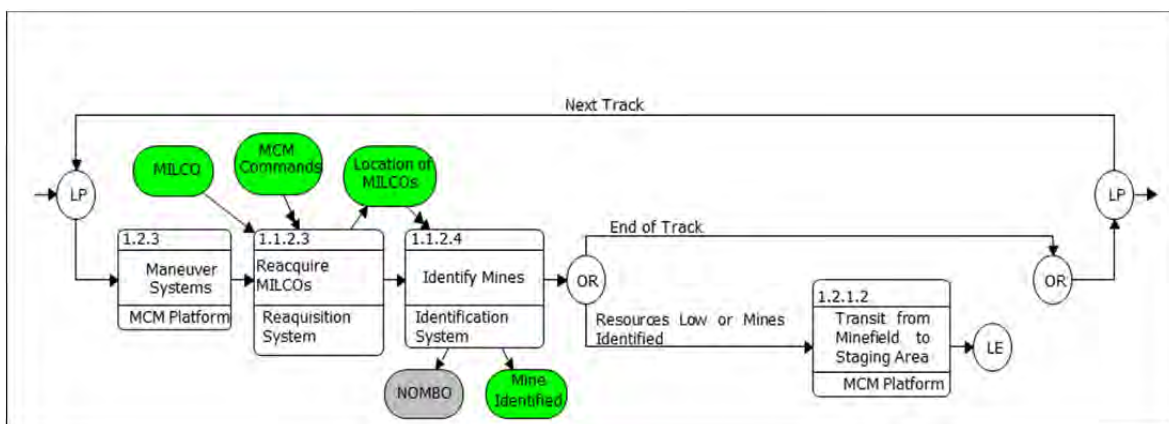 Next Track
LP
MILCO
MCM
Commands
Location of
MILCOs
LP
End of Track
1.2.3
Maneuver
Systems
MCM Platform
1.1.2.3
Reacquire
MILCOs
Reaquisition
System
1.1.2.4
Identify Mines
Identification
System
OR
OR
Resources Low or Mines
Identified
1.2.1.2
Transit from
Minefield to
Staging Area
MCM Platform
LE
NOMBO
Mine
Identified